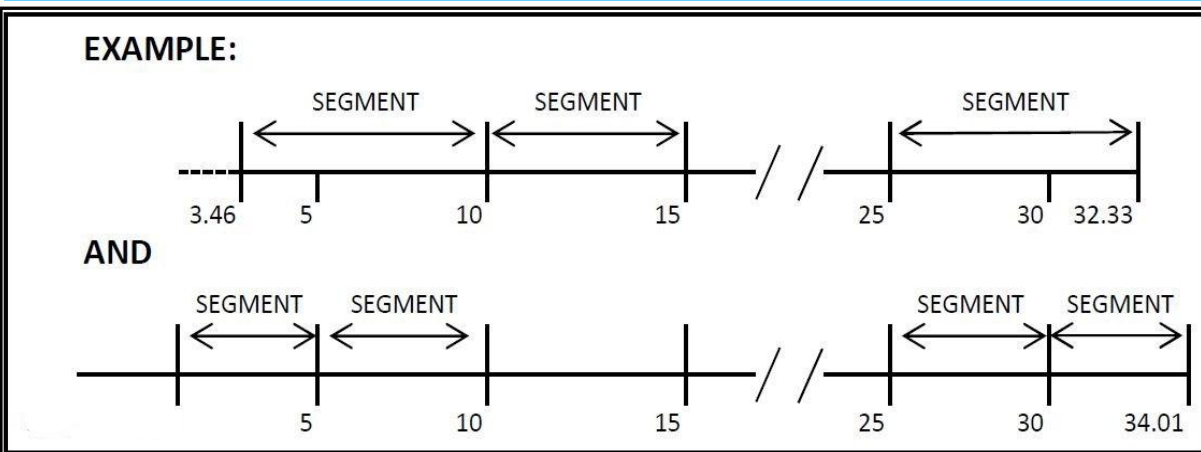 EXAMPLE:
SEGMENT SEGMENT SEGMENT
3.46 5 10 15 25 30 32.33
AND
SEGMENT SEGMENT SEGMENT SEGMENT
5 10 15 25 30 34.01